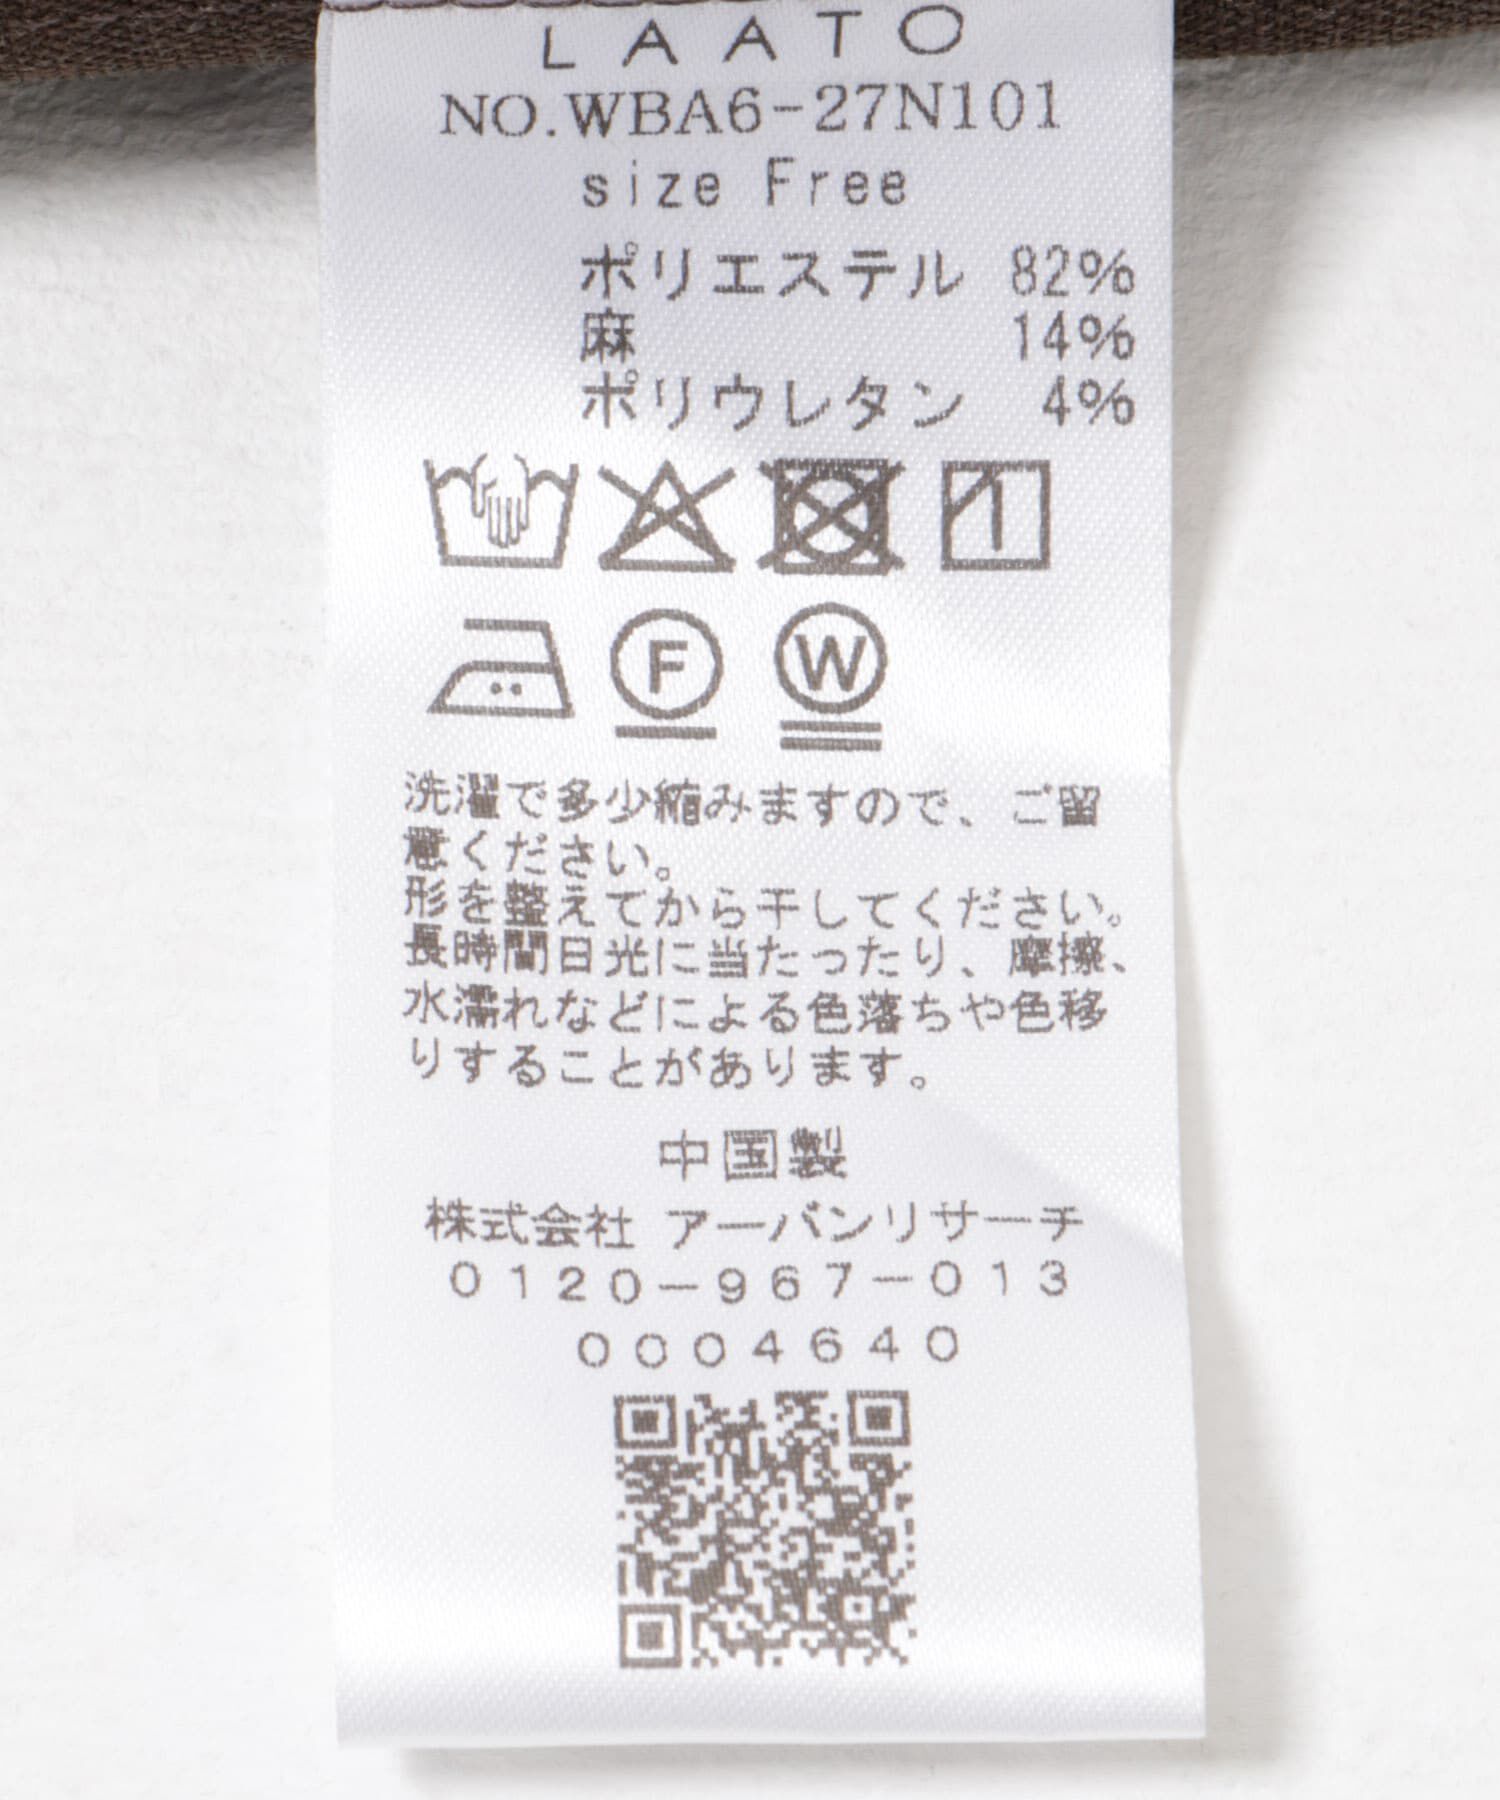 LAATO
NO.WBA6-27N101
size Free
ポリエステル 82%
麻 14%
ポリウレタン 4%
F W
洗濯で多少縮みますので、ご留
意ください。
形を整えてから干してください。
長時間日光に当たったり、摩擦、
水濡れなどによる色落ちや色移
りすることがあります。
中国製
株式会社 アーバンリサーチ
0120-967-013
0004640